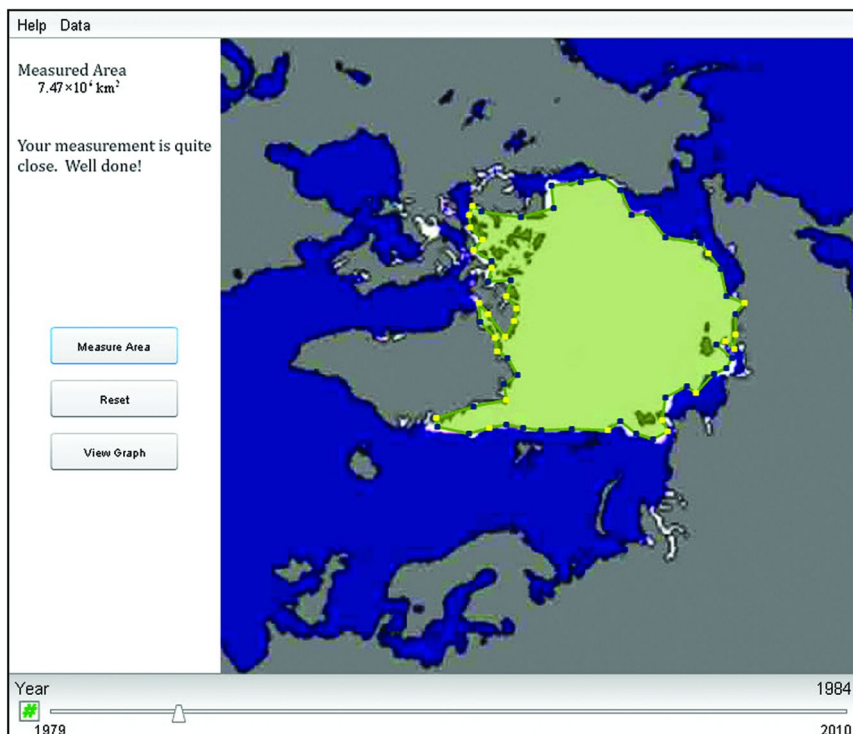 Help Data
Measured Area
7.47×10⁶ km²
Your measurement is quite
close. Well done!
Measure Area
Reset
View Graph
Year
1984
#
1979
2010